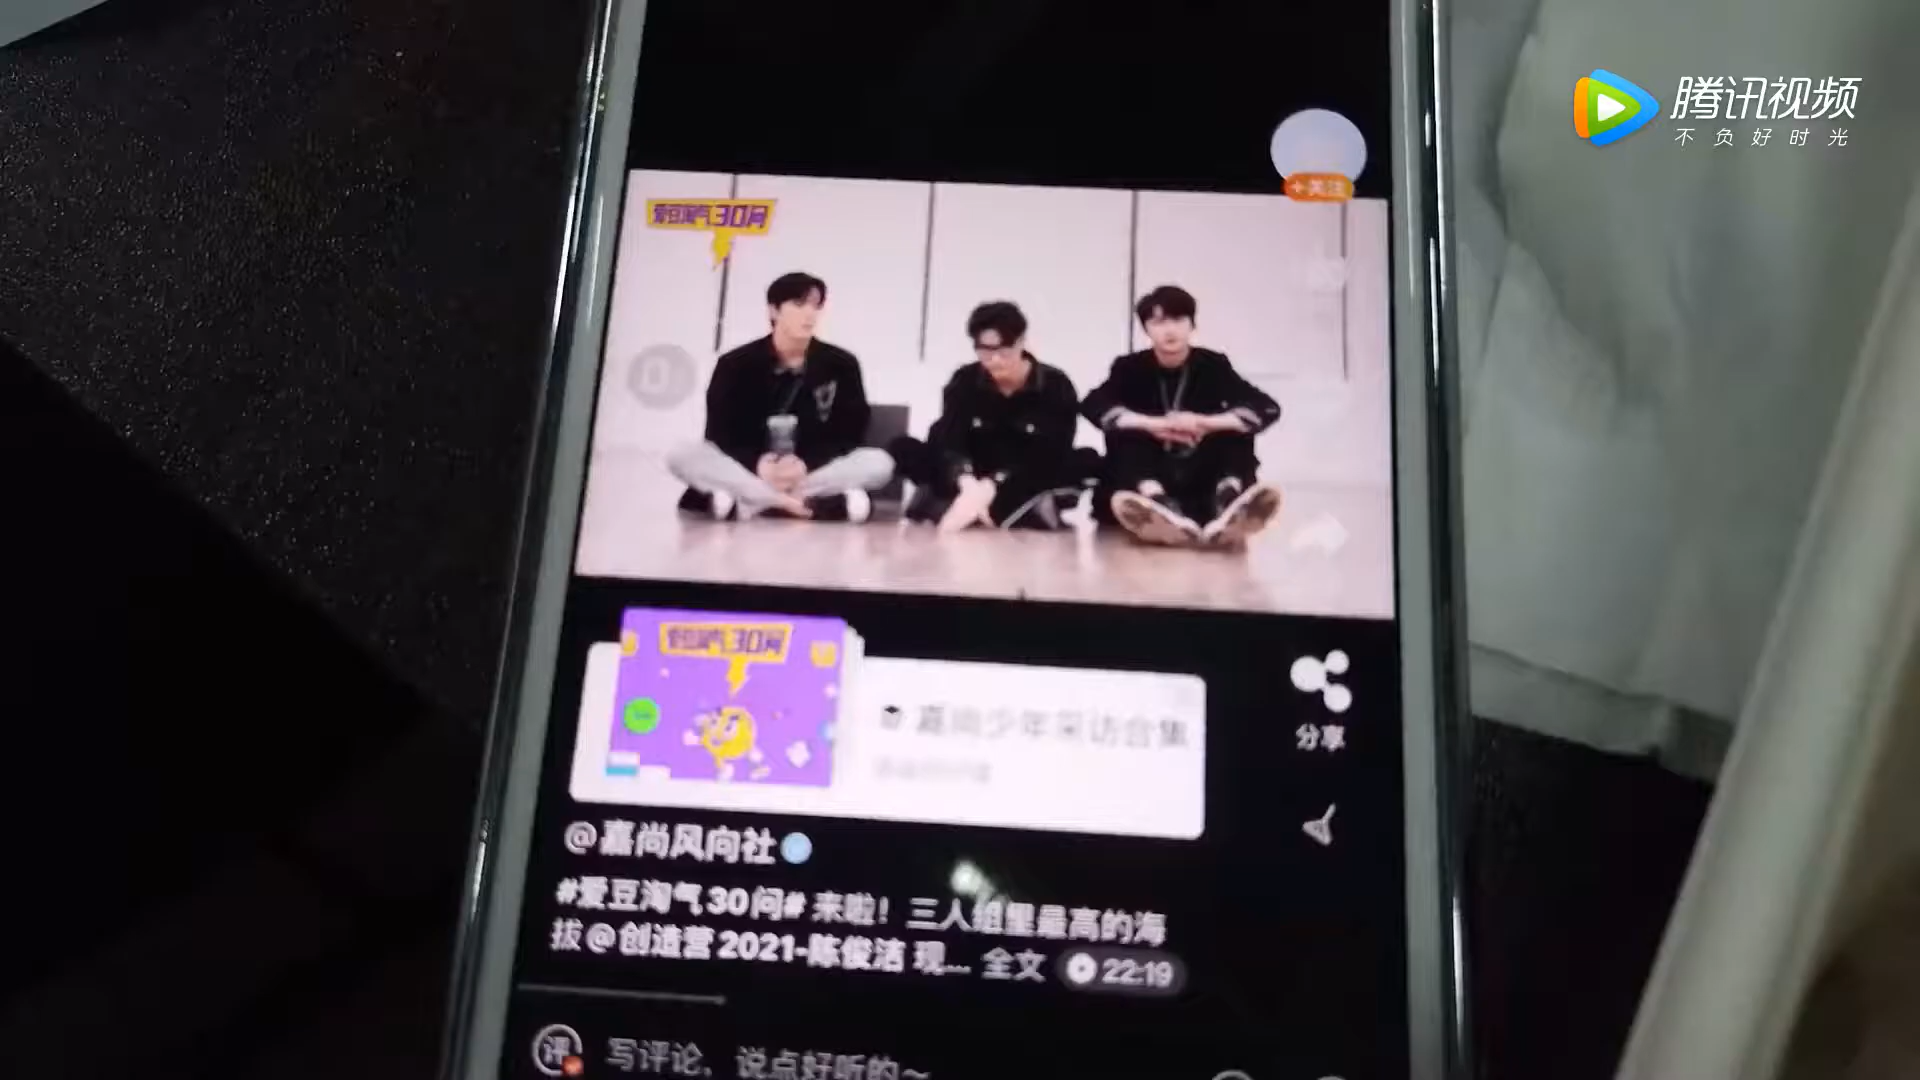 腾讯视频
不负好时光
+关注
爱豆淘气30问
爱豆淘气30问
嘉尚少年采访合集
分享
@嘉尚风向社
#爱豆淘气30问# 来啦！三人组里最高的海
拔@创造营2021-陈俊洁 现... 全文 22:19
评
写评论，说点好听的~